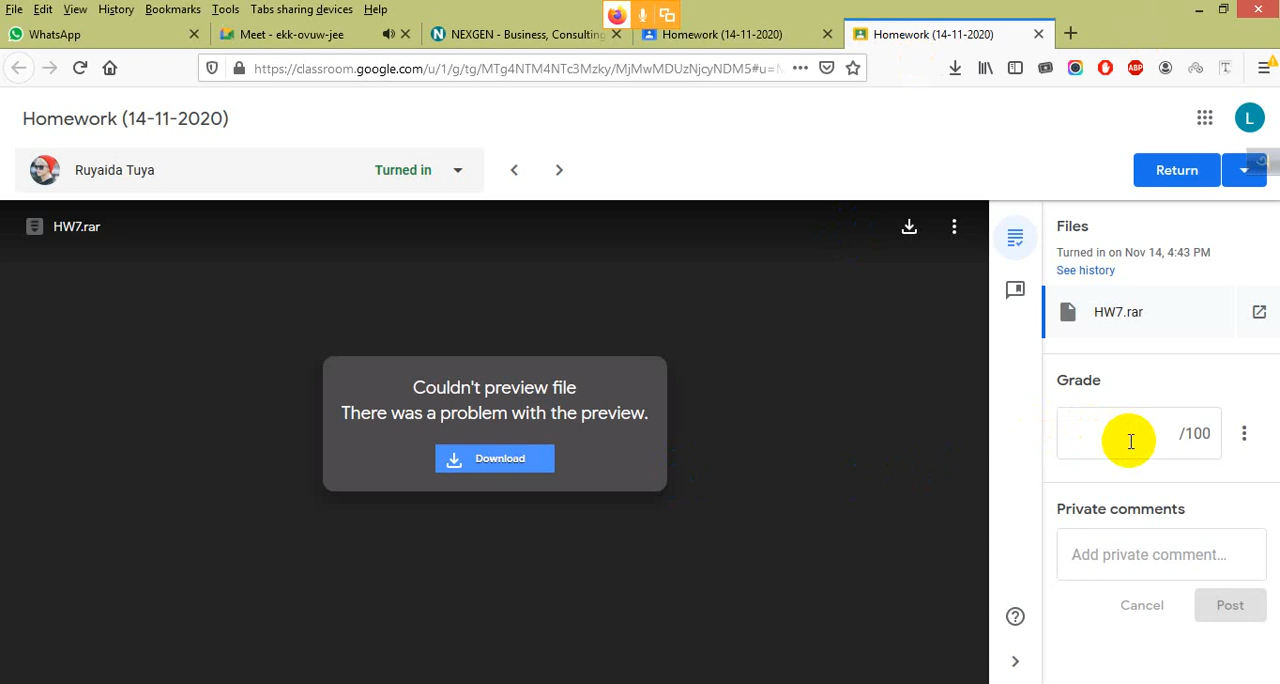 File Edit View History Bookmarks Tools Tabs sharing devices Help
WhatsApp
Meet - ekk-ovuw-jee
NEXGEN - Business, Consulting
Homework (14-11-2020)
Homework (14-11-2020)
https://classroom.google.com/u/1/g/tg/MTg4NTM4NTc3Mzky/MjMwMDUzNjcyNDM5#u=
ABP
Homework (14-11-2020)
L
Ruyaida Tuya
Turned in
Return
HW7.rar
Files
Turned in on Nov 14, 4:43 PM
See history
HW7.rar
Couldn't preview file
There was a problem with the preview.
Download
Grade
/100
Private comments
Add private comment...
Cancel
Post